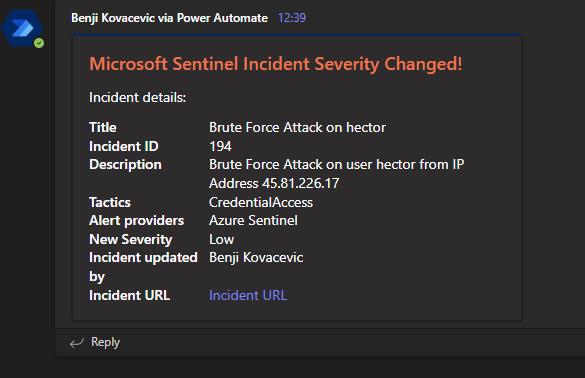 Benji Kovacevic via Power Automate 12:39
Microsoft Sentinel Incident Severity Changed!
Incident details:
Title Brute Force Attack on hector
Incident ID 194
Description Brute Force Attack on user hector from IP
Address 45.81.226.17
Tactics CredentialAccess
Alert providers Azure Sentinel
New Severity Low
Incident updated Benji Kovacevic
by
Incident URL Incident URL
Reply